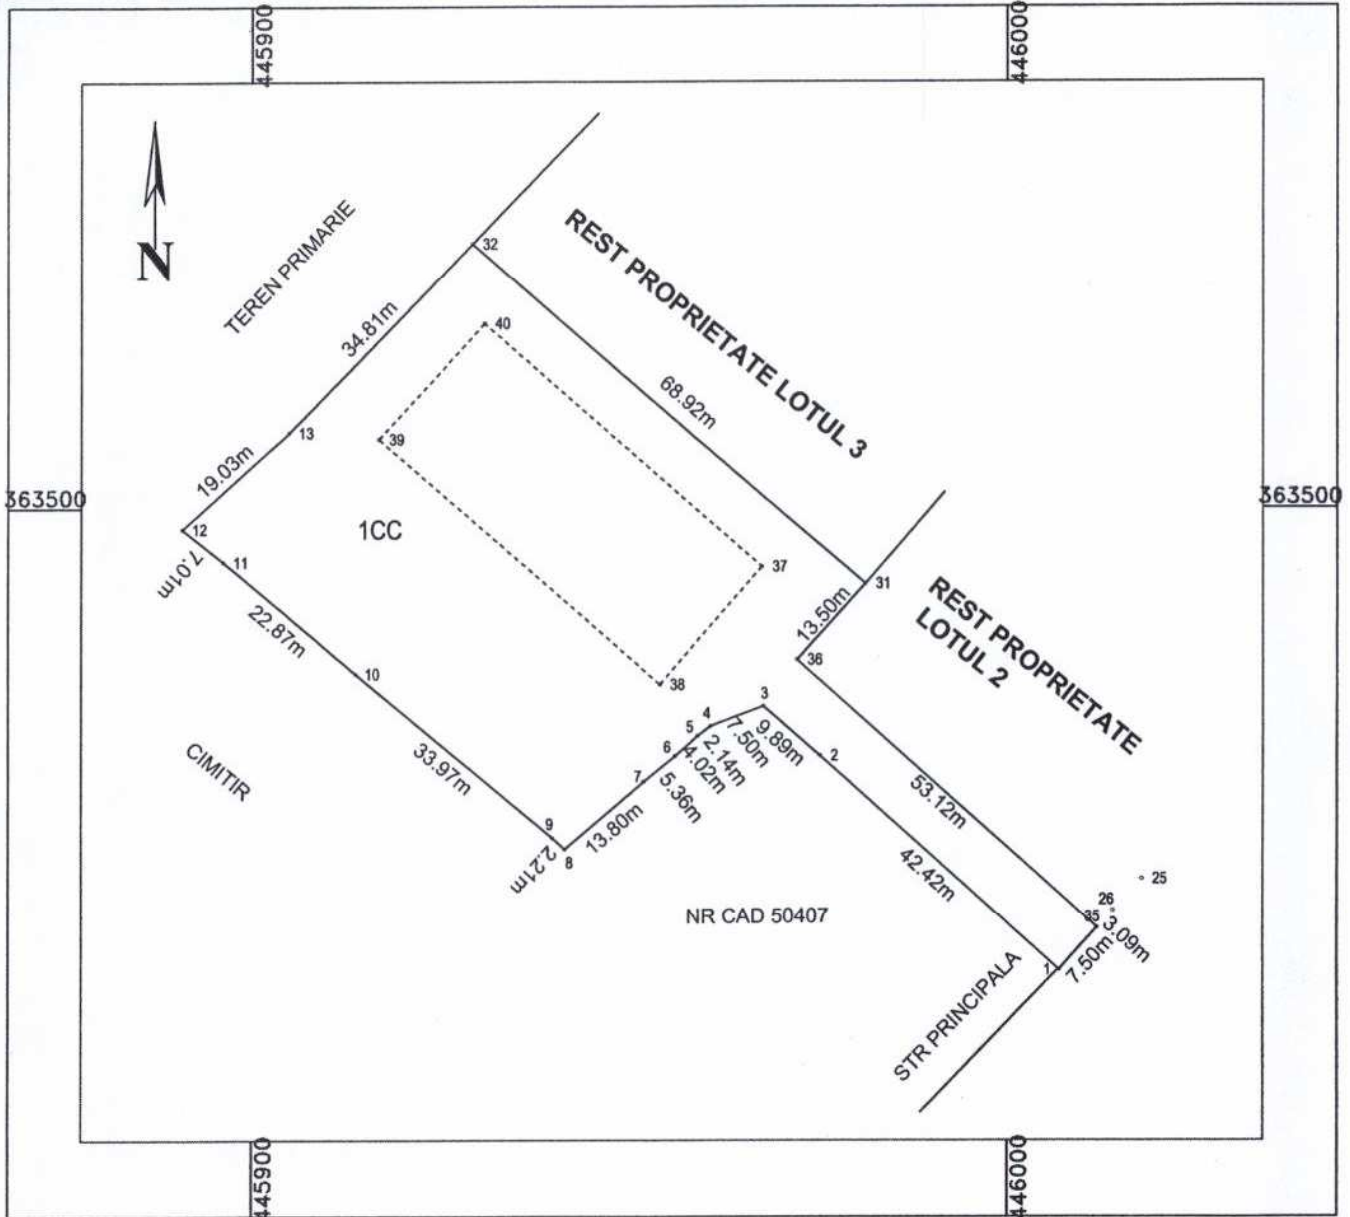 445900
446000
N
TEREN PRIMARIE
32
REST PROPRIETATE LOTUL 3
34.81m
40
68.92m
13
39
19.03m
363500
363500
12
1CC
11
7.01m
37
31
13.50m
REST PROPRIETATE
LOTUL 2
22.87m
36
10
38
3
4
5
6
7
7.50m
9.89m
2
2.14m
4.02m
5.36m
CIMITIR
33.97m
53.12m
9
13.80m
8
2.21m
42.42m
25
26
35
3.09m
NR CAD 50407
1
7.50m
STR PRINCIPALA
445900
446000